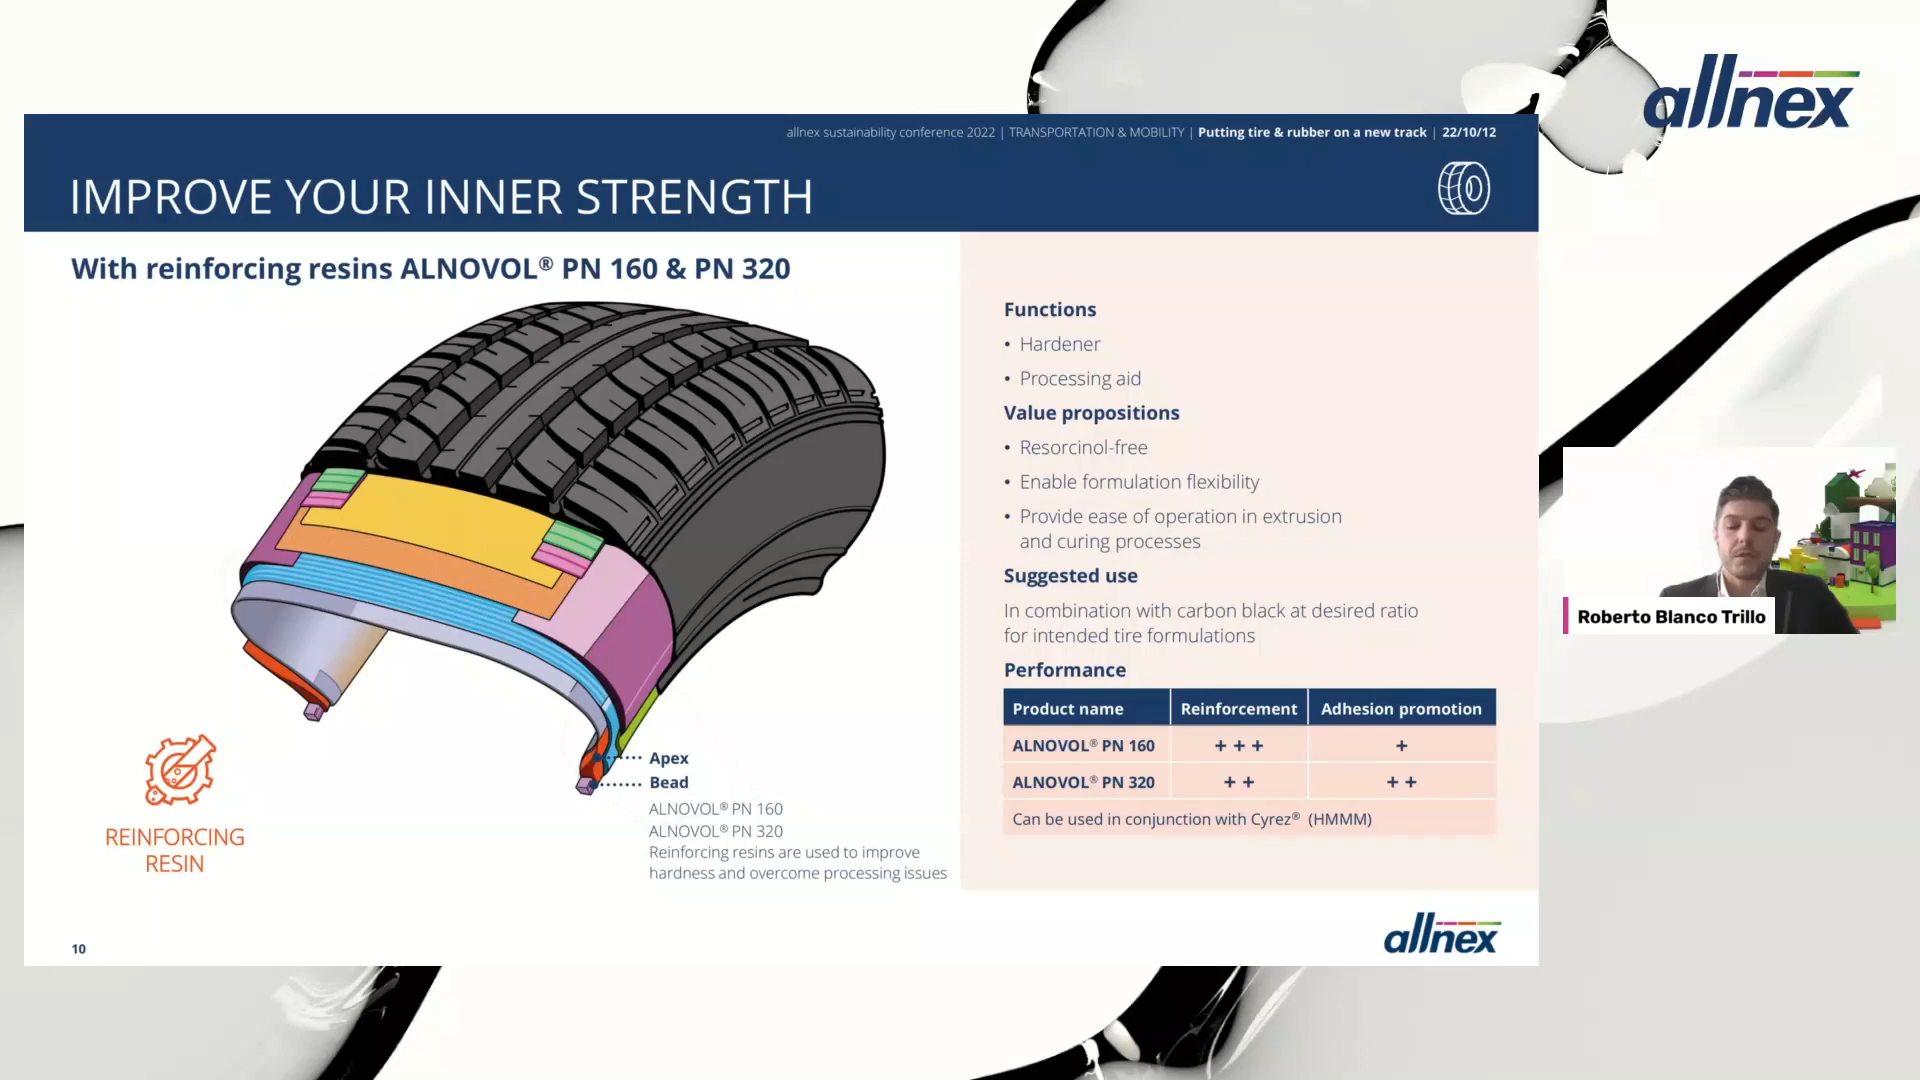 allnex
allnex sustainability conference 2022 | TRANSPORTATION & MOBILITY | Putting tire & rubber on a new track | 22/10/12
IMPROVE YOUR INNER STRENGTH
With reinforcing resins ALNOVOL® PN 160 & PN 320
Functions
• Hardener
• Processing aid
Value propositions
• Resorcinol-free
• Enable formulation flexibility
• Provide ease of operation in extrusion
and curing processes
Suggested use
In combination with carbon black at desired ratio
for intended tire formulations
Performance
Product name Reinforcement Adhesion promotion
ALNOVOL® PN 160 + + + +
ALNOVOL® PN 320 + + + +
Can be used in conjunction with Cyrez® (HMMM)
Apex
Bead
ALNOVOL® PN 160
ALNOVOL® PN 320
Reinforcing resins are used to improve
hardness and overcome processing issues
REINFORCING
RESIN
10
allnex
Roberto Blanco Trillo